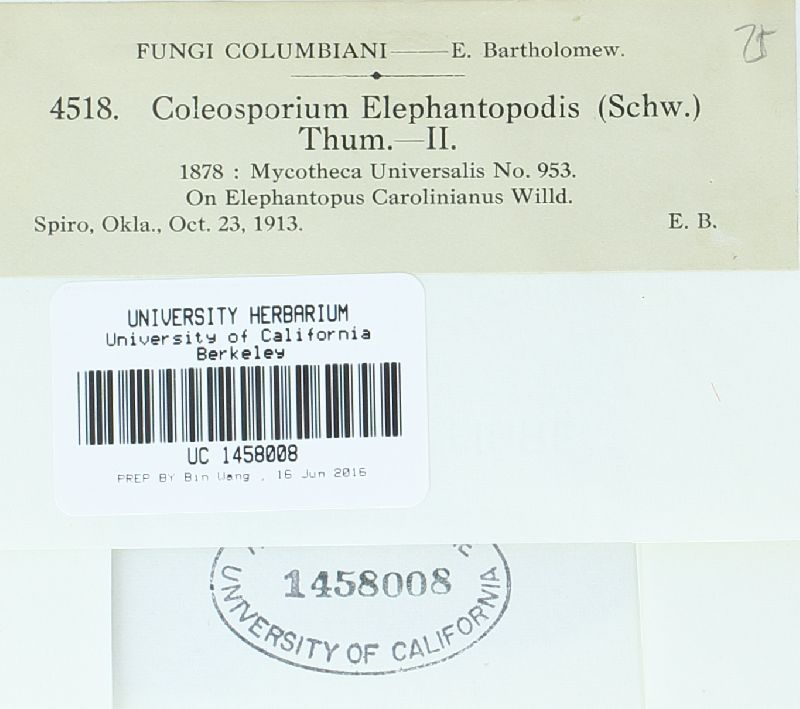 FUNGI COLUMBIANI——E. Bartholomew.
4518. Coleosporium Elephantopodis (Schw.)
Thum.—II.
1878 : Mycotheca Universalis No. 953.
On Elephantopus Carolinianus Willd.
Spiro, Okla., Oct. 23, 1913. E. B.
UNIVERSITY HERBARIUM
University of California
Berkeley
UC 1458008
PREP BY Bin Wang , 16 Jun 2016
1458008
UNIVERSITY OF CALIFORNIA